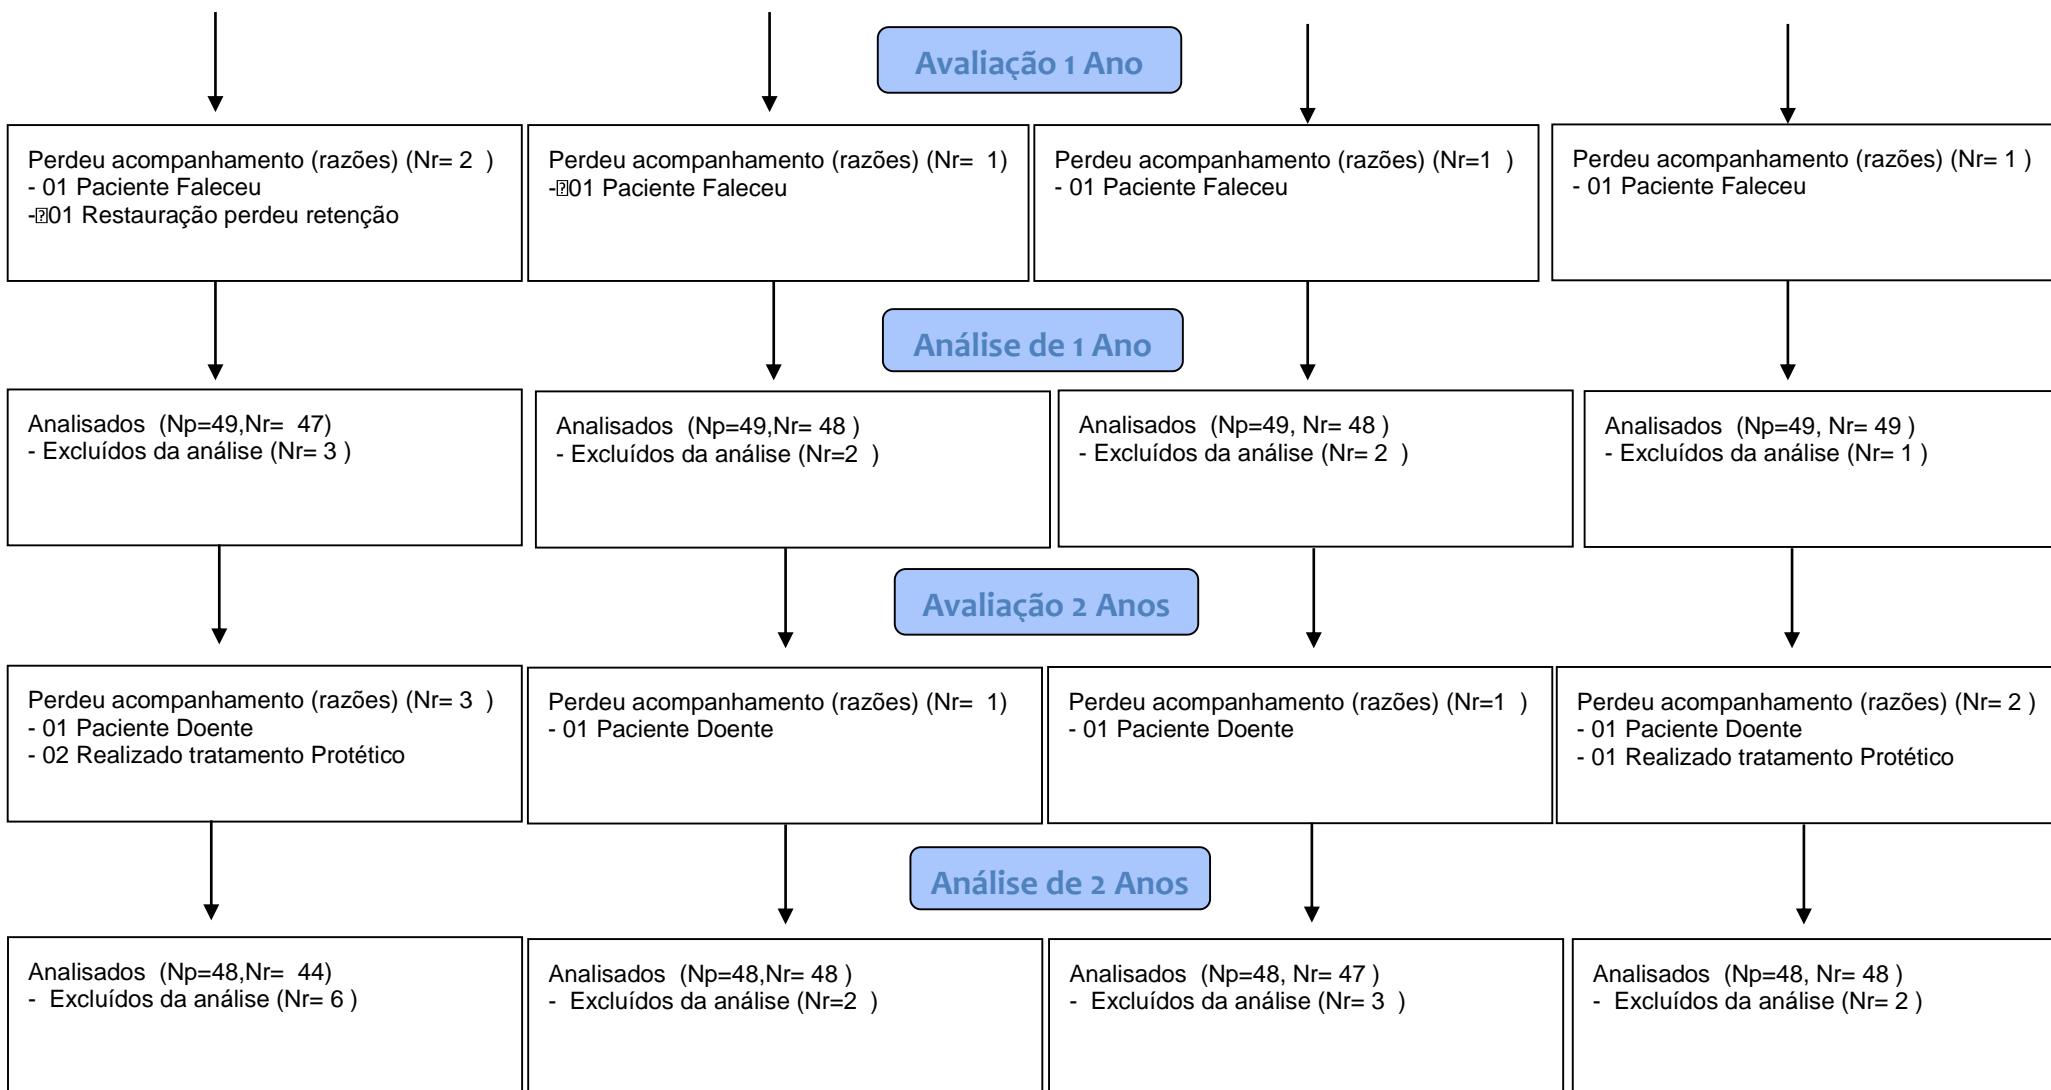 Avaliação 1 Ano
Perdeu acompanhamento (razões) (Nr= 2 )
- 01 Paciente Faleceu
-⍰01 Restauração perdeu retenção
Perdeu acompanhamento (razões) (Nr= 1)
-⍰01 Paciente Faleceu
Perdeu acompanhamento (razões) (Nr=1 )
- 01 Paciente Faleceu
Perdeu acompanhamento (razões) (Nr= 1 )
- 01 Paciente Faleceu
Análise de 1 Ano
Analisados (Np=49,Nr= 47)
- Excluídos da análise (Nr= 3 )
Analisados (Np=49,Nr= 48 )
- Excluídos da análise (Nr=2 )
Analisados (Np=49, Nr= 48 )
- Excluídos da análise (Nr= 2 )
Analisados (Np=49, Nr= 49 )
- Excluídos da análise (Nr= 1 )
Avaliação 2 Anos
Perdeu acompanhamento (razões) (Nr= 3 )
- 01 Paciente Doente
- 02 Realizado tratamento Protético
Perdeu acompanhamento (razões) (Nr= 1)
- 01 Paciente Doente
Perdeu acompanhamento (razões) (Nr=1 )
- 01 Paciente Doente
Perdeu acompanhamento (razões) (Nr= 2 )
- 01 Paciente Doente
- 01 Realizado tratamento Protético
Análise de 2 Anos
Analisados (Np=48,Nr= 44)
- Excluídos da análise (Nr= 6 )
Analisados (Np=48,Nr= 48 )
- Excluídos da análise (Nr=2 )
Analisados (Np=48, Nr= 47 )
- Excluídos da análise (Nr= 3 )
Analisados (Np=48, Nr= 48 )
- Excluídos da análise (Nr= 2 )